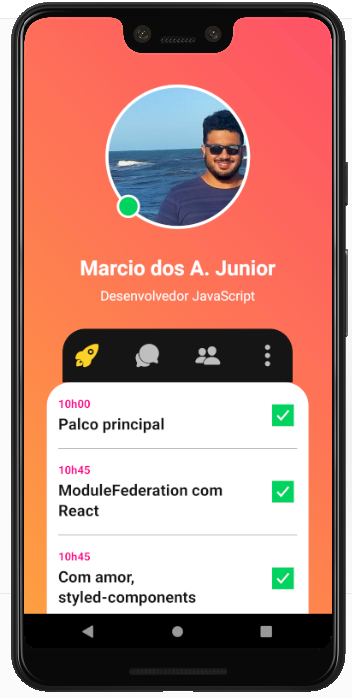 Marcio dos A. Junior
Desenvolvedor JavaScript
10h00
Palco principal
10h45
ModuleFederation com
React
10h45
Com amor,
styled-components